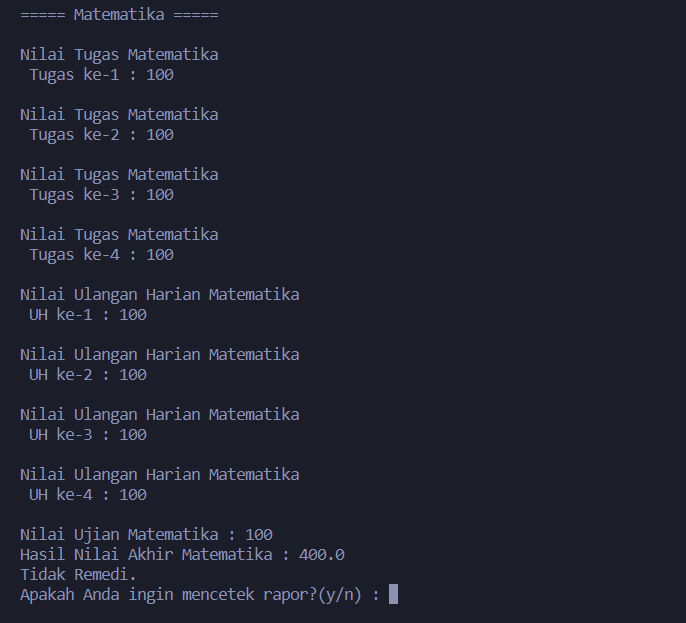 ===== Matematika =====
Nilai Tugas Matematika
Tugas ke-1 : 100
Nilai Tugas Matematika
Tugas ke-2 : 100
Nilai Tugas Matematika
Tugas ke-3 : 100
Nilai Tugas Matematika
Tugas ke-4 : 100
Nilai Ulangan Harian Matematika
UH ke-1 : 100
Nilai Ulangan Harian Matematika
UH ke-2 : 100
Nilai Ulangan Harian Matematika
UH ke-3 : 100
Nilai Ulangan Harian Matematika
UH ke-4 : 100
Nilai Ujian Matematika : 100
Hasil Nilai Akhir Matematika : 400.0
Tidak Remedi.
Apakah Anda ingin mencetek rapor?(y/n) :